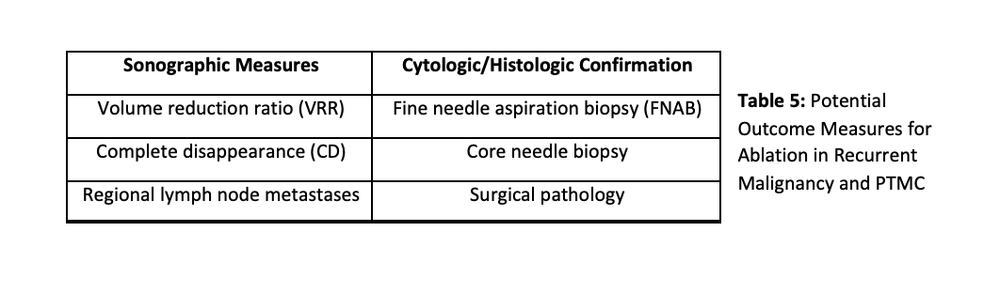 Sonographic Measures Cytologic/Histologic Confirmation
Volume reduction ratio (VRR) Fine needle aspiration biopsy (FNAB)
Complete disappearance (CD) Core needle biopsy
Regional lymph node metastases Surgical pathology
Table 5: Potential
Outcome Measures for
Ablation in Recurrent
Malignancy and PTMC